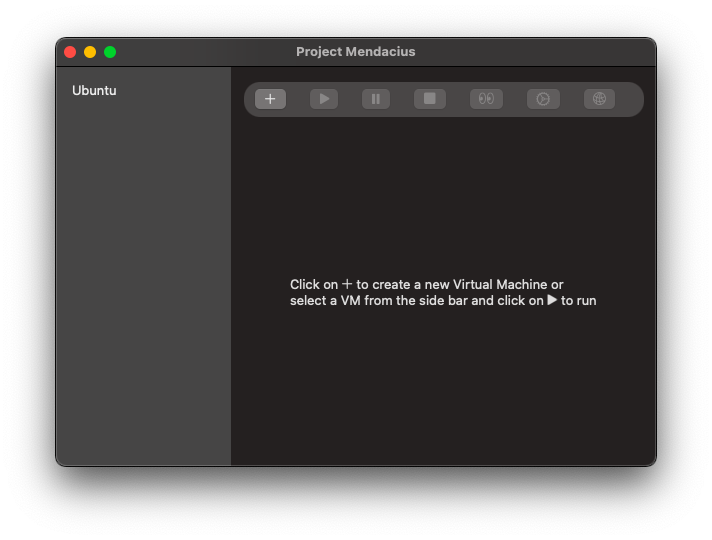 Project Mendacius
Ubuntu
Click on + to create a new Virtual Machine or
select a VM from the side bar and click on ▶ to run